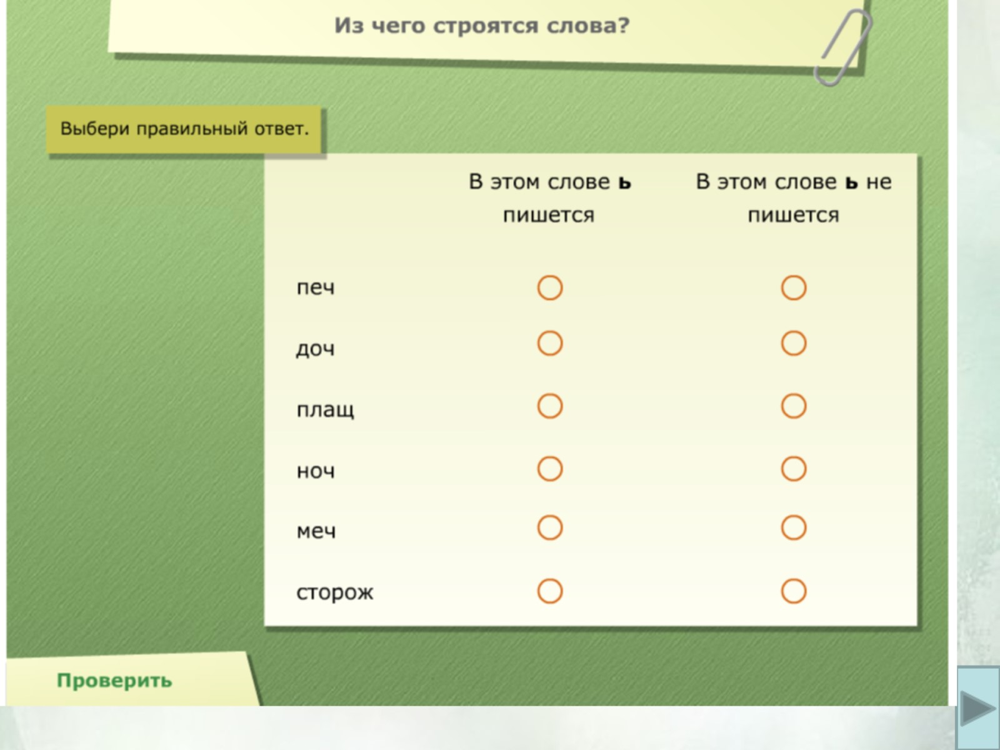 Из чего строятся слова?
Выбери правильный ответ.
В этом слове ь пишется
В этом слове ь не пишется
печ
доч
плащ
ноч
меч
сторож
Проверить